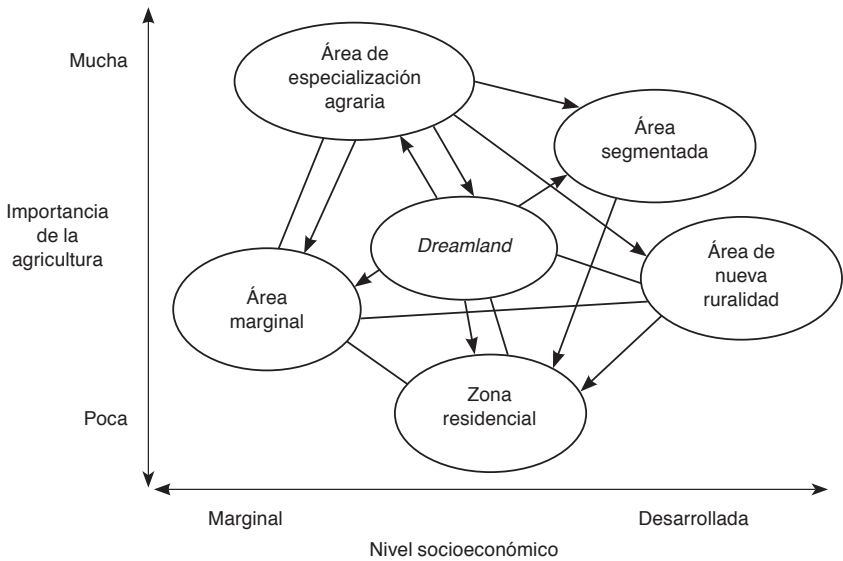 Mucha
Importancia
de la
agricultura
Poca
Área de
especialización
agraria
Área
segmentada
Dreamland
Área de
nueva
ruralidad
Área
marginal
Zona
residencial
Marginal
Desarrollada
Nivel socioeconómico